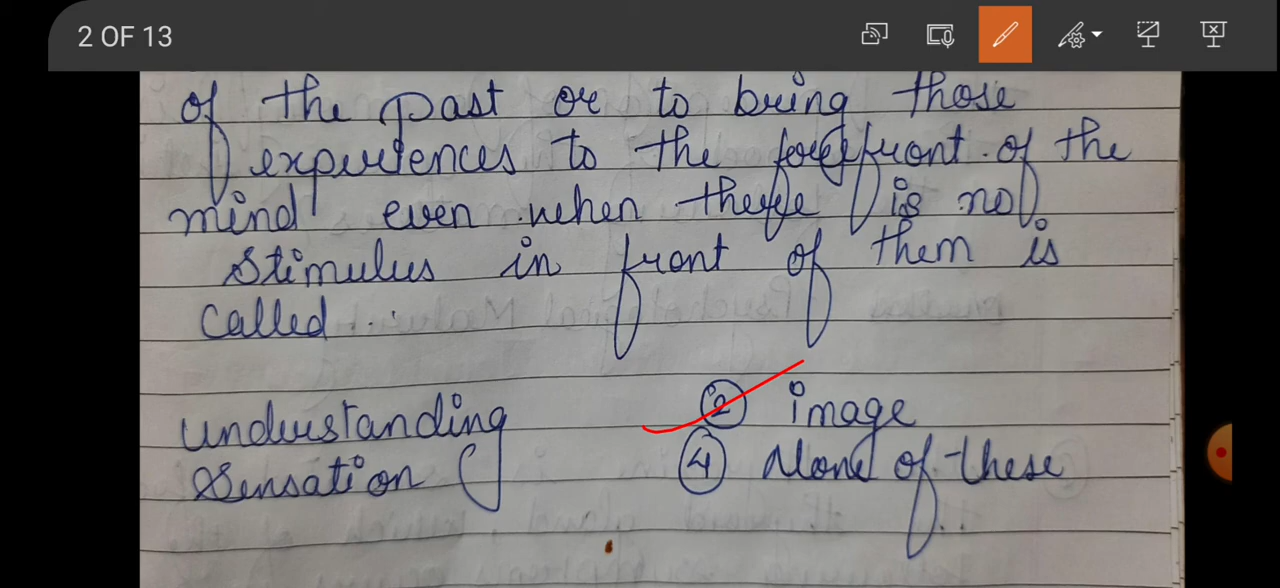 2 OF 13
of the past or to bring those
experiences to the forefront of the
mind even when there is no
stimulus in front of them is
called ..
understanding ② image
Sensation ④ None of these